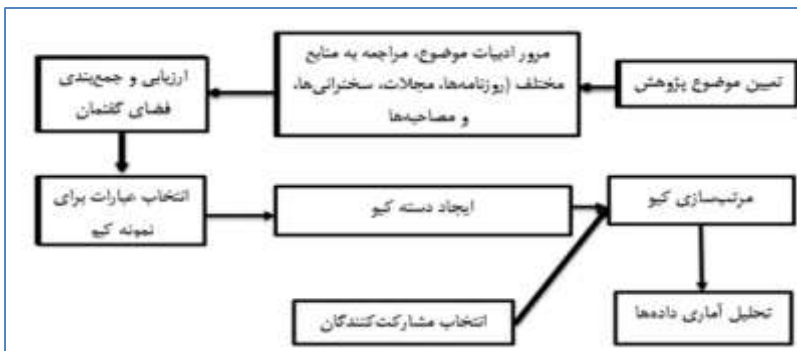 تعیین موضوع پژوهش
مرور ادبیات موضوع، مراجعه به منابع
مختلف (روزنامه‌ها، مجلات، سخنرانی‌ها،
و مصاحبه‌ها
ارزیابی و جمع‌بندی
فضای گفتمان
انتخاب عبارات برای
نمونه کیو
ایجاد دسته کیو
مرتب‌سازی کیو
انتخاب مشارکت‌کنندگان
تحلیل آماری داده‌ها